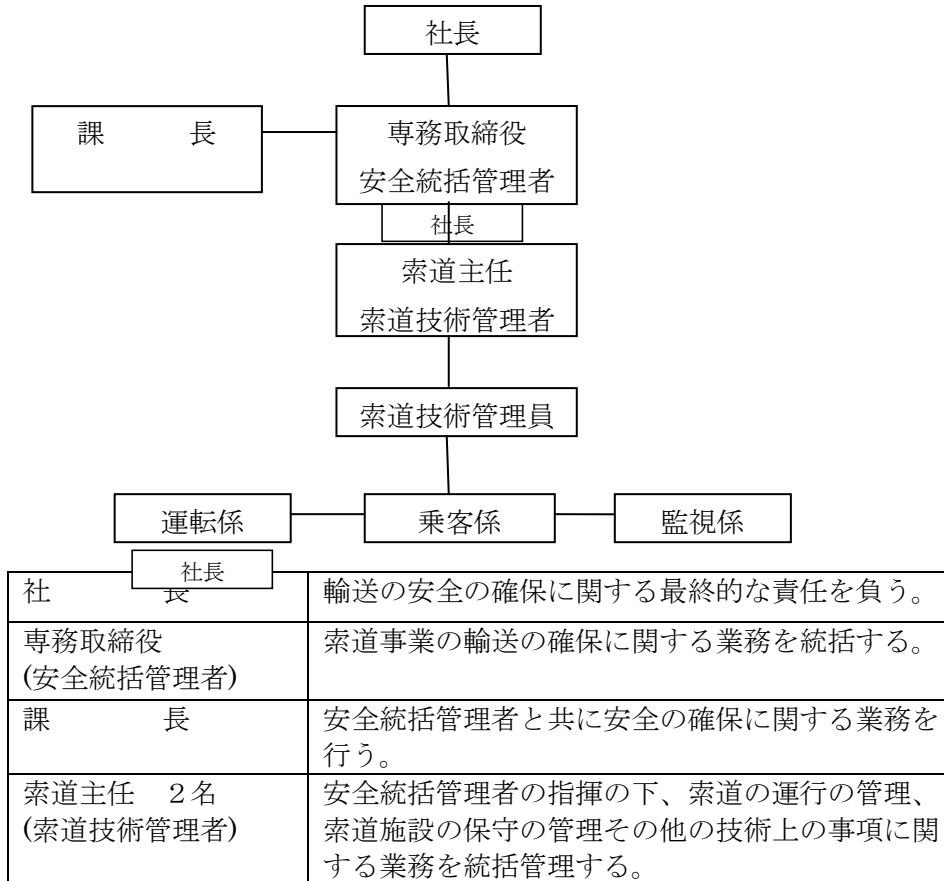 社長
課　　　　長
専務取締役
安全統括管理者
社長
索道主任
索道技術管理者
索道技術管理員
運転係　乗客係　監視係
社長
社　　　　　長　輸送の安全の確保に関する最終的な責任を負う。
専務取締役　索道事業の輸送の確保に関する業務を統括する。
(安全統括管理者)
課　　　　　長　安全統括管理者と共に安全の確保に関する業務を
行う。
索道主任　２名　安全統括管理者の指揮の下、索道の運行の管理、
(索道技術管理者)　索道施設の保守の管理その他の技術上の事項に関
する業務を統括管理する。